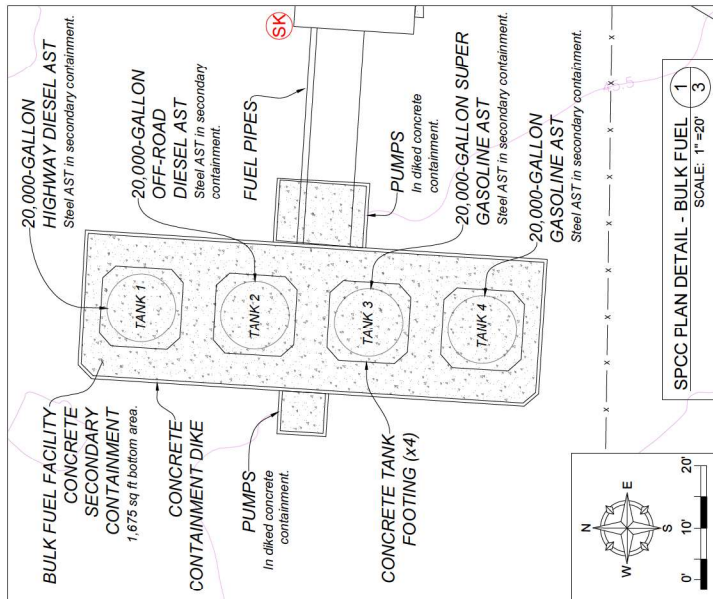 BULK FUEL FACILITY
CONCRETE
SECONDARY
CONTAINMENT
1,675 sq ft bottom area.
CONCRETE
CONTAINMENT DIKE
PUMPS
In diked concrete
containment.
CONCRETE TANK
FOOTING (x4)
TANK 1
TANK 2
TANK 3
TANK 4
20,000-GALLON
HIGHWAY DIESEL AST
Steel AST in secondary containment.
20,000-GALLON
OFF-ROAD
DIESEL AST
Steel AST in secondary
containment.
FUEL PIPES
SK
PUMPS
In diked concrete
containment.
20,000-GALLON SUPER
GASOLINE AST
Steel AST in secondary containment.
20,000-GALLON
GASOLINE AST
Steel AST in secondary containment.
45.5
x x x x x x
N
E
S
W
0' 10' 20'
SPCC PLAN DETAIL - BULK FUEL
SCALE: 1"=20'
1
3